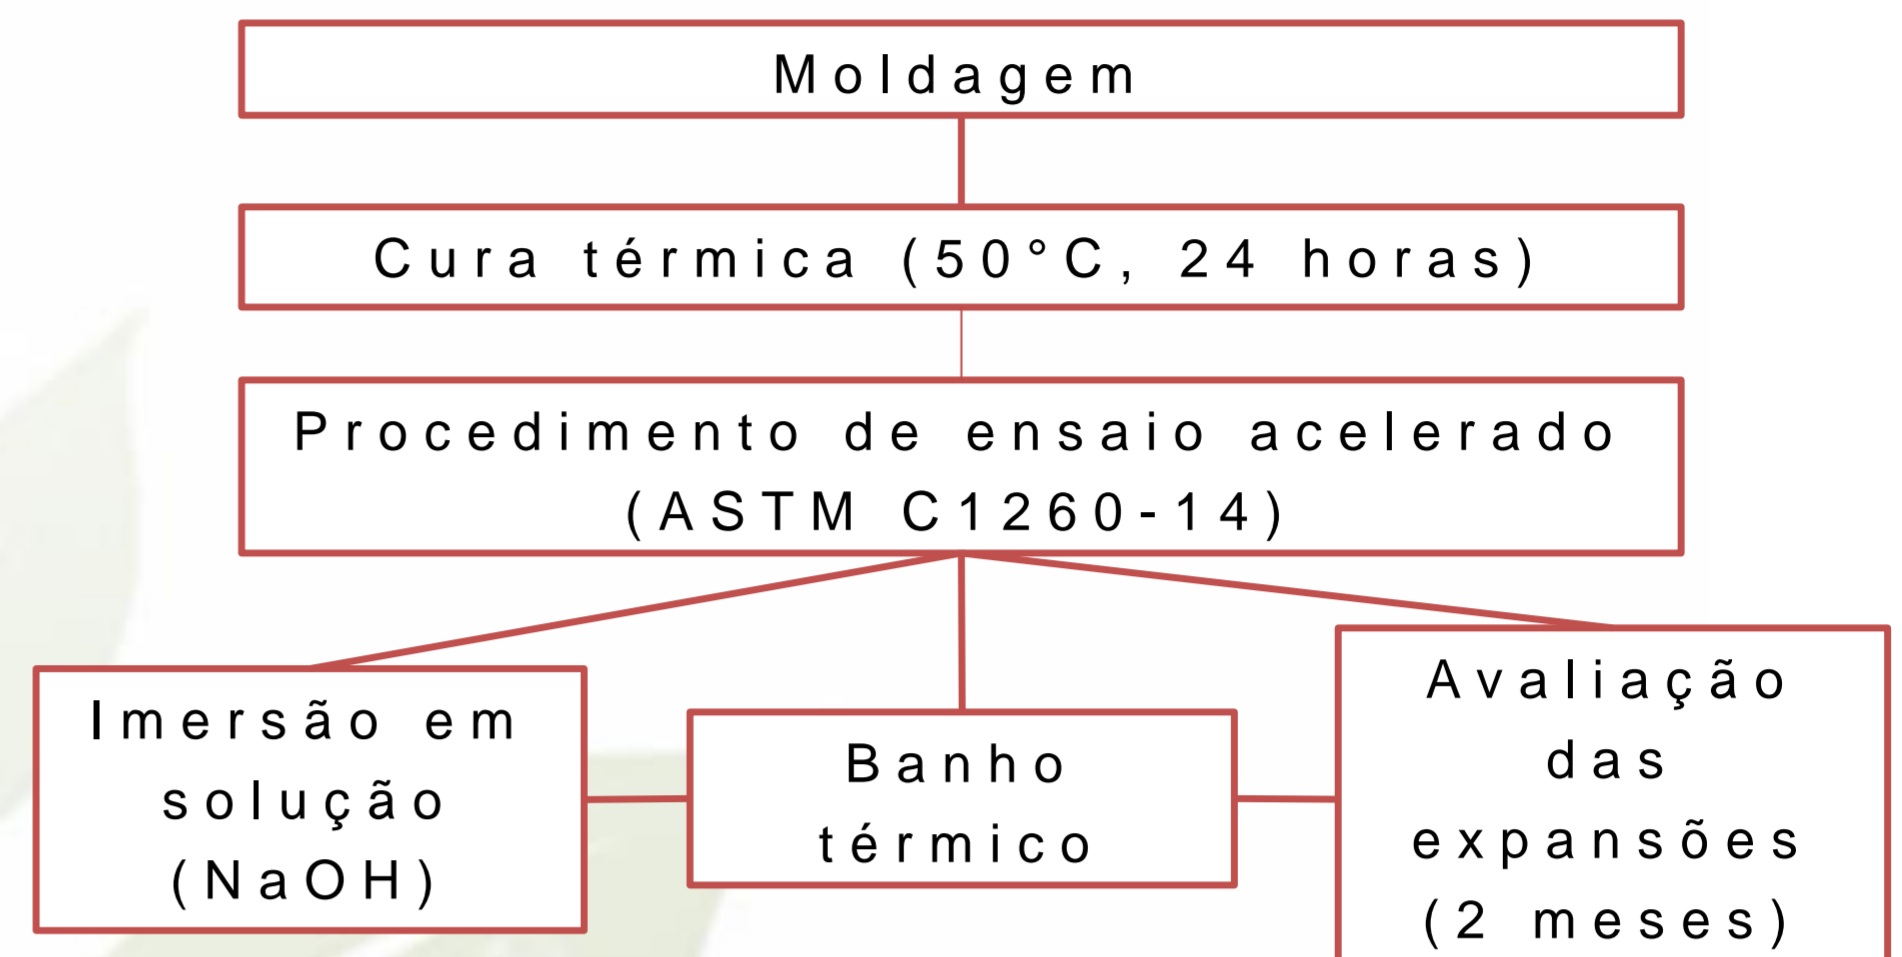 Moldagem
Cura térmica (50°C, 24 horas)
Procedimento de ensaio acelerado
(ASTM C1260-14)
Imersão em
solução
(NaOH)
Banho
térmico
Avaliação
das
expansões
(2 meses)